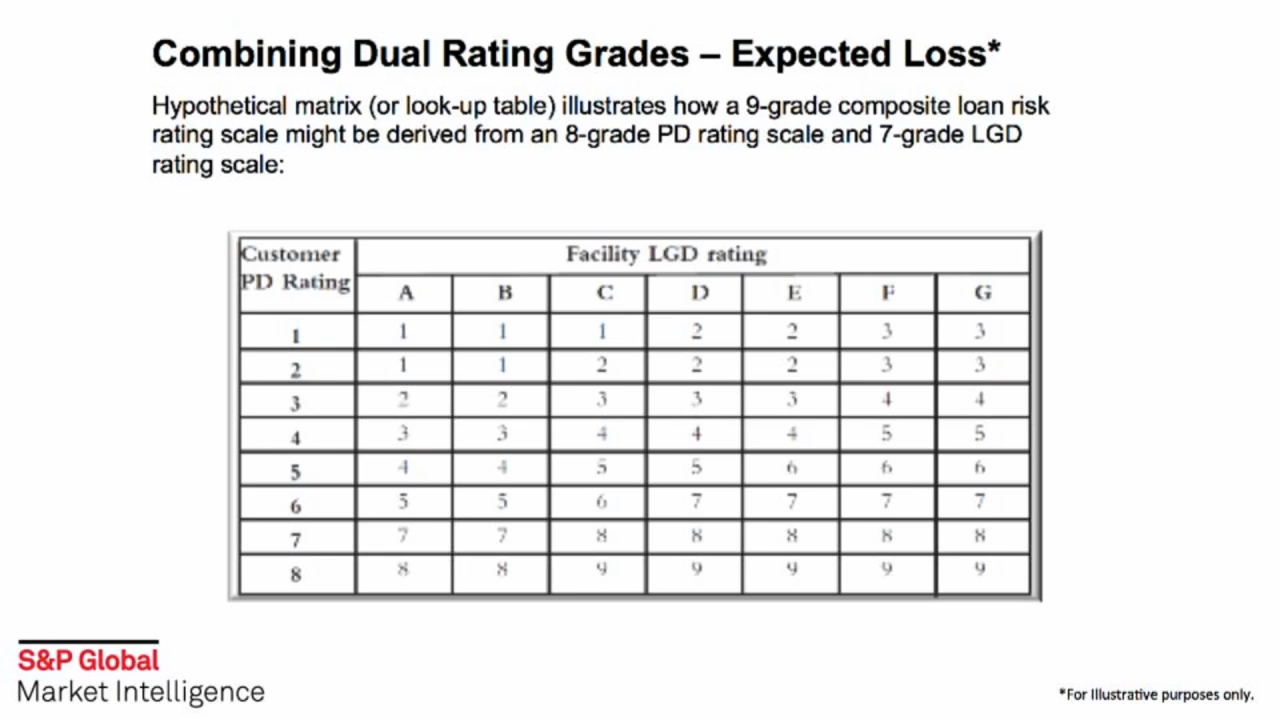 Combining Dual Rating Grades – Expected Loss*
Hypothetical matrix (or look-up table) illustrates how a 9-grade composite loan risk
rating scale might be derived from an 8-grade PD rating scale and 7-grade LGD
rating scale:
Customer PD Rating Facility LGD rating
A B C D E F G
1 1 1 1 2 2 3 3
2 1 1 2 2 2 3 3
3 2 2 3 3 3 4 4
4 3 3 4 4 4 5 5
5 4 4 5 5 6 6 6
6 5 5 6 7 7 7 7
7 7 7 8 8 8 8 8
8 8 8 9 9 9 9 9
S&P Global
Market Intelligence
*For Illustrative purposes only.